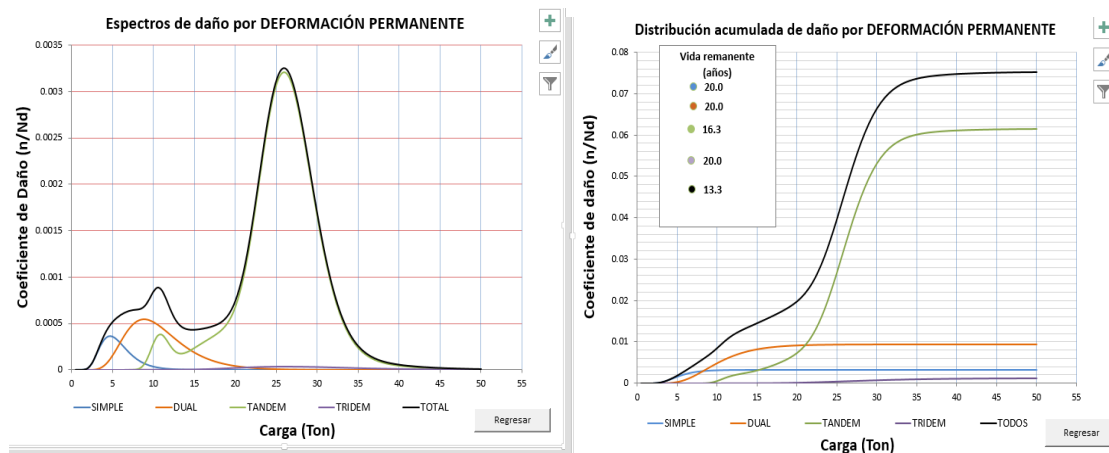 Espectros de daño por DEFORMACIÓN PERMANENTE
Coeficiente de Daño (n/Nd)
0.0035
0.003
0.0025
0.002
0.0015
0.001
0.0005
0
0 5 10 15 20 25 30 35 40 45 50 55
SIMPLE DUAL TANDEM TRIDEM TOTAL
Carga (Ton)
Regresar
Distribución acumulada de daño por DEFORMACIÓN PERMANENTE
Coeficiente de daño (n/Nd)
0.08
0.07
0.06
0.05
0.04
0.03
0.02
0.01
0
Vida remanente
(años)
20.0
20.0
16.3
20.0
13.3
0 5 10 15 20 25 30 35 40 45 50 55
SIMPLE DUAL TANDEM TRIDEM TODOS
Carga (Ton)
Regresar